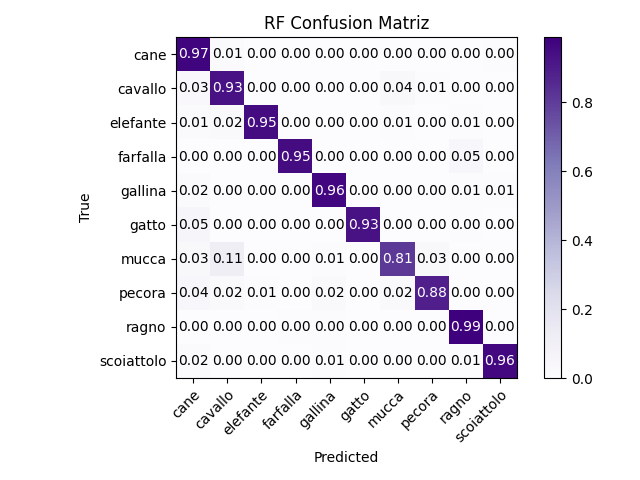 RF Confusion Matriz
cane 0.97 0.01 0.00 0.00 0.00 0.00 0.00 0.00 0.00 0.00
cavallo 0.03 0.93 0.00 0.00 0.00 0.00 0.04 0.01 0.00 0.00
elefante 0.01 0.02 0.95 0.00 0.00 0.00 0.01 0.00 0.01 0.00
farfalla 0.00 0.00 0.00 0.95 0.00 0.00 0.00 0.00 0.05 0.00
gallina 0.02 0.00 0.00 0.00 0.96 0.00 0.00 0.00 0.01 0.01
gatto 0.05 0.00 0.00 0.00 0.00 0.93 0.00 0.00 0.00 0.00
mucca 0.03 0.11 0.00 0.00 0.01 0.00 0.81 0.03 0.00 0.00
pecora 0.04 0.02 0.01 0.00 0.02 0.00 0.02 0.88 0.00 0.00
ragno 0.00 0.00 0.00 0.00 0.00 0.00 0.00 0.00 0.99 0.00
scoiattolo 0.02 0.00 0.00 0.00 0.01 0.00 0.00 0.00 0.01 0.96
True
cane cavallo elefante farfalla gallina gatto mucca pecora ragno scoiattolo
Predicted
0.8
0.6
0.4
0.2
0.0